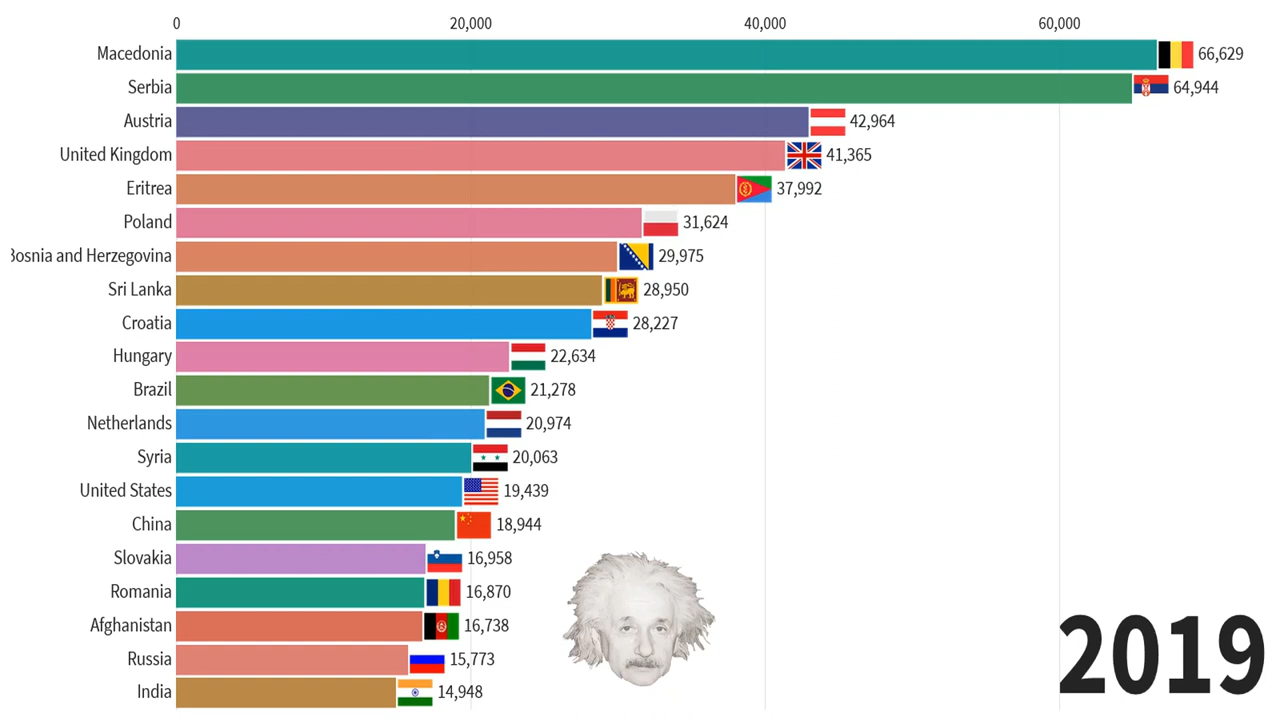 0 20,000 40,000 60,000
Macedonia 66,629
Serbia 64,944
Austria 42,964
United Kingdom 41,365
Eritrea 37,992
Poland 31,624
Bosnia and Herzegovina 29,975
Sri Lanka 28,950
Croatia 28,227
Hungary 22,634
Brazil 21,278
Netherlands 20,974
Syria 20,063
United States 19,439
China 18,944
Slovakia 16,958
Romania 16,870
Afghanistan 16,738
Russia 15,773
India 14,948
2019